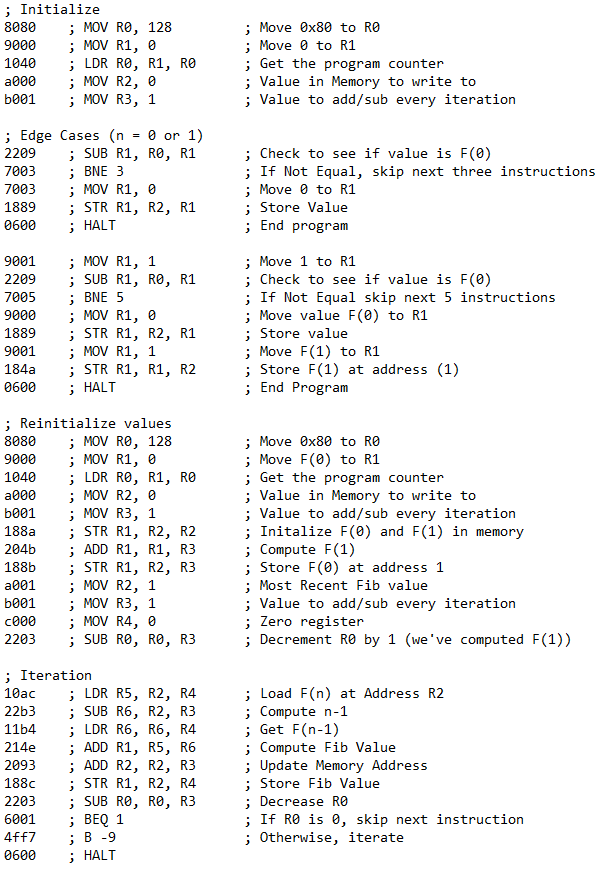 ; Initialize
8080    ; MOV R0, 128         ; Move 0x80 to R0
9000    ; MOV R1, 0           ; Move 0 to R1
1040    ; LDR R0, R1, R0      ; Get the program counter
a000    ; MOV R2, 0           ; Value in Memory to write to
b001    ; MOV R3, 1           ; Value to add/sub every iteration

; Edge Cases (n = 0 or 1)
2209    ; SUB R1, R0, R1      ; Check to see if value is F(0)
7003    ; BNE 3               ; If Not Equal, skip next three instructions
7003    ; MOV R1, 0           ; Move 0 to R1
1889    ; STR R1, R2, R1      ; Store Value
0600    ; HALT                ; End program

9001    ; MOV R1, 1           ; Move 1 to R1
2209    ; SUB R1, R0, R1      ; Check to see if value is F(0)
7005    ; BNE 5               ; If Not Equal skip next 5 instructions
9000    ; MOV R1, 0           ; Move value F(0) to R1
1889    ; STR R1, R2, R1      ; Store value
9001    ; MOV R1, 1           ; Move F(1) to R1
184a    ; STR R1, R1, R2      ; Store F(1) at address (1)
0600    ; HALT                ; End Program

; Reinitialize values
8080    ; MOV R0, 128         ; Move 0x80 to R0
9000    ; MOV R1, 0           ; Move F(0) to R1
1040    ; LDR R0, R1, R0      ; Get the program counter
a000    ; MOV R2, 0           ; Value in Memory to write to
b001    ; MOV R3, 1           ; Value to add/sub every iteration
188a    ; STR R1, R2, R2      ; Initalize F(0) and F(1) in memory
204b    ; ADD R1, R1, R3      ; Compute F(1)
188b    ; STR R1, R2, R3      ; Store F(0) at address 1
a001    ; MOV R2, 1           ; Most Recent Fib value
b001    ; MOV R3, 1           ; Value to add/sub every iteration
c000    ; MOV R4, 0           ; Zero register
2203    ; SUB R0, R0, R3      ; Decrement R0 by 1 (we've computed F(1))

; Iteration
10ac    ; LDR R5, R2, R4      ; Load F(n) at Address R2
22b3    ; SUB R6, R2, R3      ; Compute n-1
11b4    ; LDR R6, R6, R4      ; Get F(n-1)
214e    ; ADD R1, R5, R6      ; Compute Fib Value
2093    ; ADD R2, R2, R3      ; Update Memory Address
188c    ; STR R1, R2, R4      ; Store Fib Value
2203    ; SUB R0, R0, R3      ; Decrease R0
6001    ; BEQ 1               ; If R0 is 0, skip next instruction
4ff7    ; B -9                ; Otherwise, iterate
0600    ; HALT